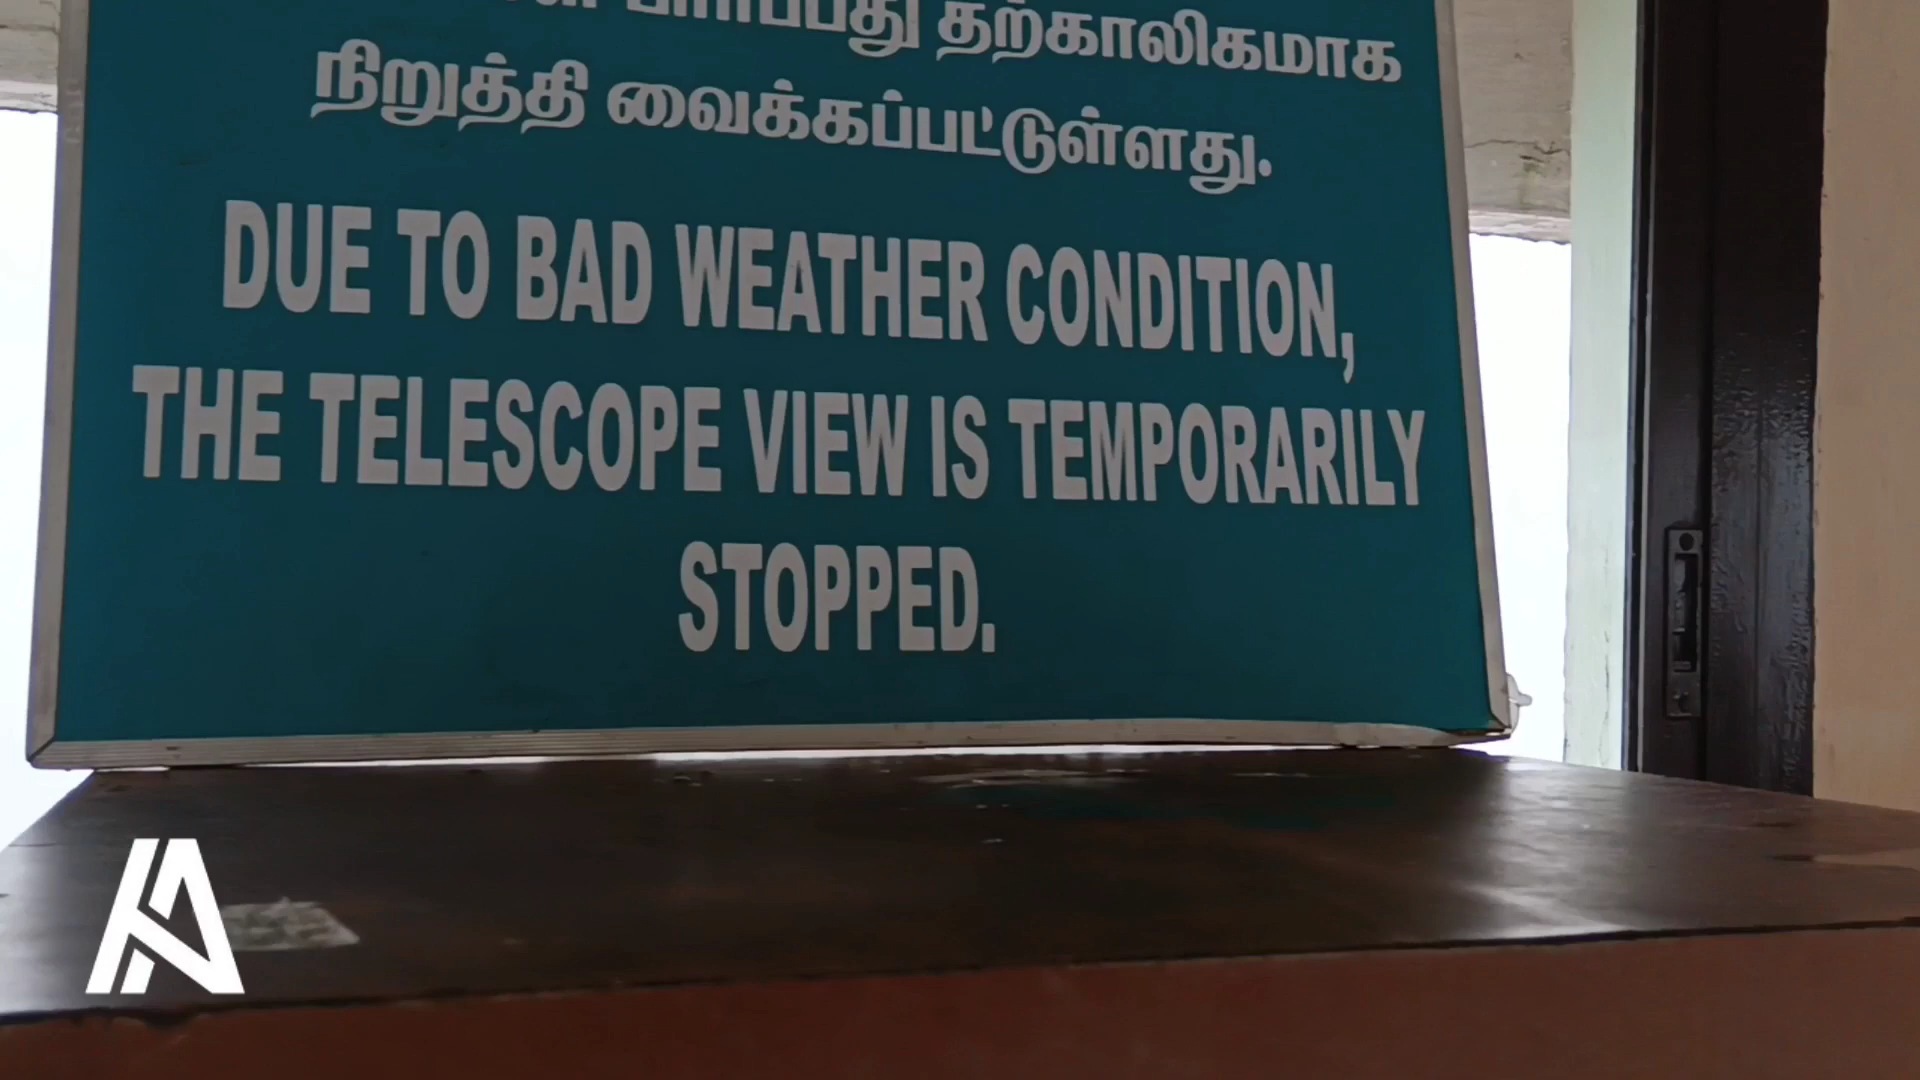 பார்ப்பது தற்காலிகமாக
நிறுத்தி வைக்கப்பட்டுள்ளது.
DUE TO BAD WEATHER CONDITION,
THE TELESCOPE VIEW IS TEMPORARILY
STOPPED.